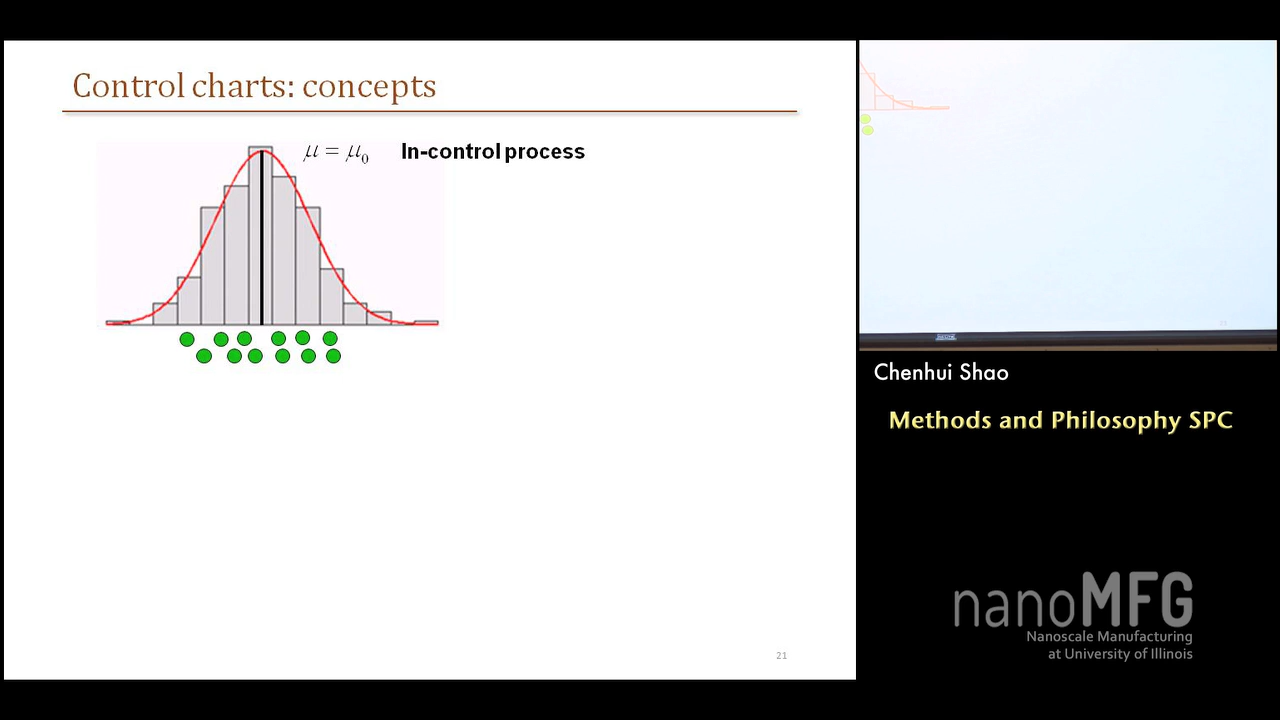 Control charts: concepts
μ = μ₀ In-control process
21
Chenhui Shao
Methods and Philosophy SPC
nanoMFG
Nanoscale Manufacturing
at University of Illinois